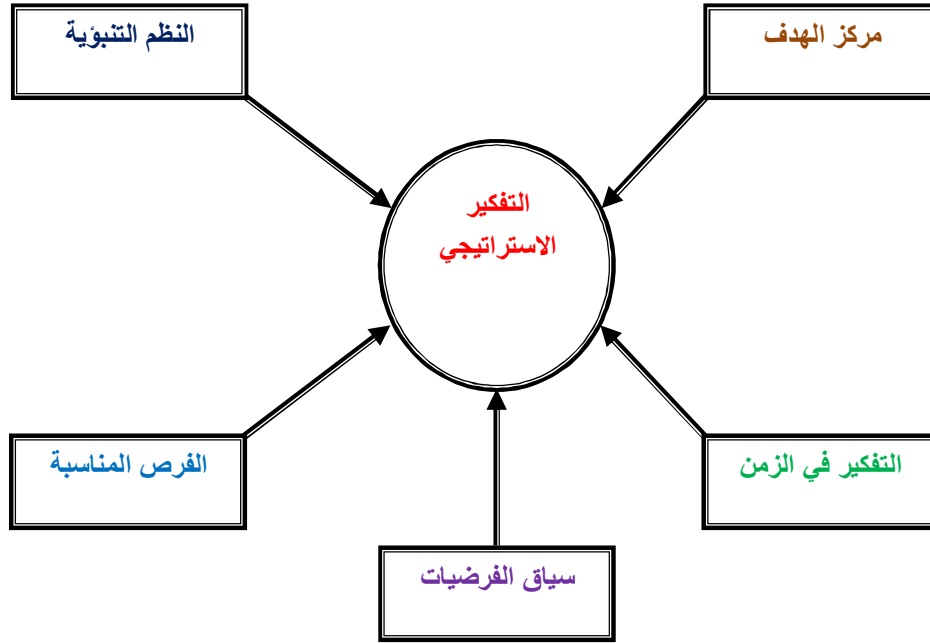 مركز الهدف
النظم التنبؤية
التفكير
الاستراتيجي
التفكير في الزمن
الفرص المناسبة
سياق الفرضيات